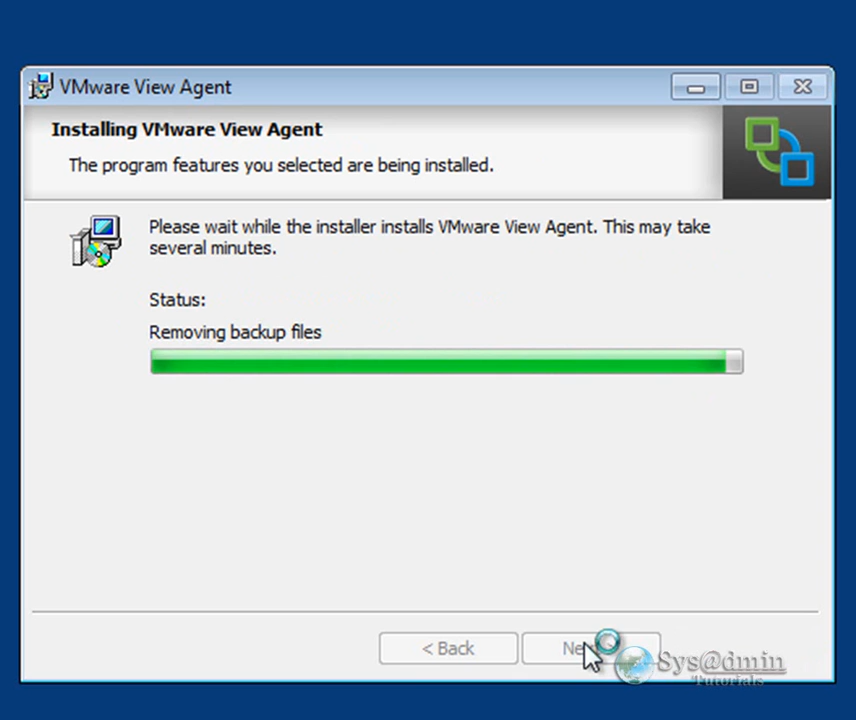 VMware View Agent
Installing VMware View Agent
The program features you selected are being installed.
Please wait while the installer installs VMware View Agent. This may take
several minutes.
Status:
Removing backup files
< Back
Sys@dmin
Tutorials